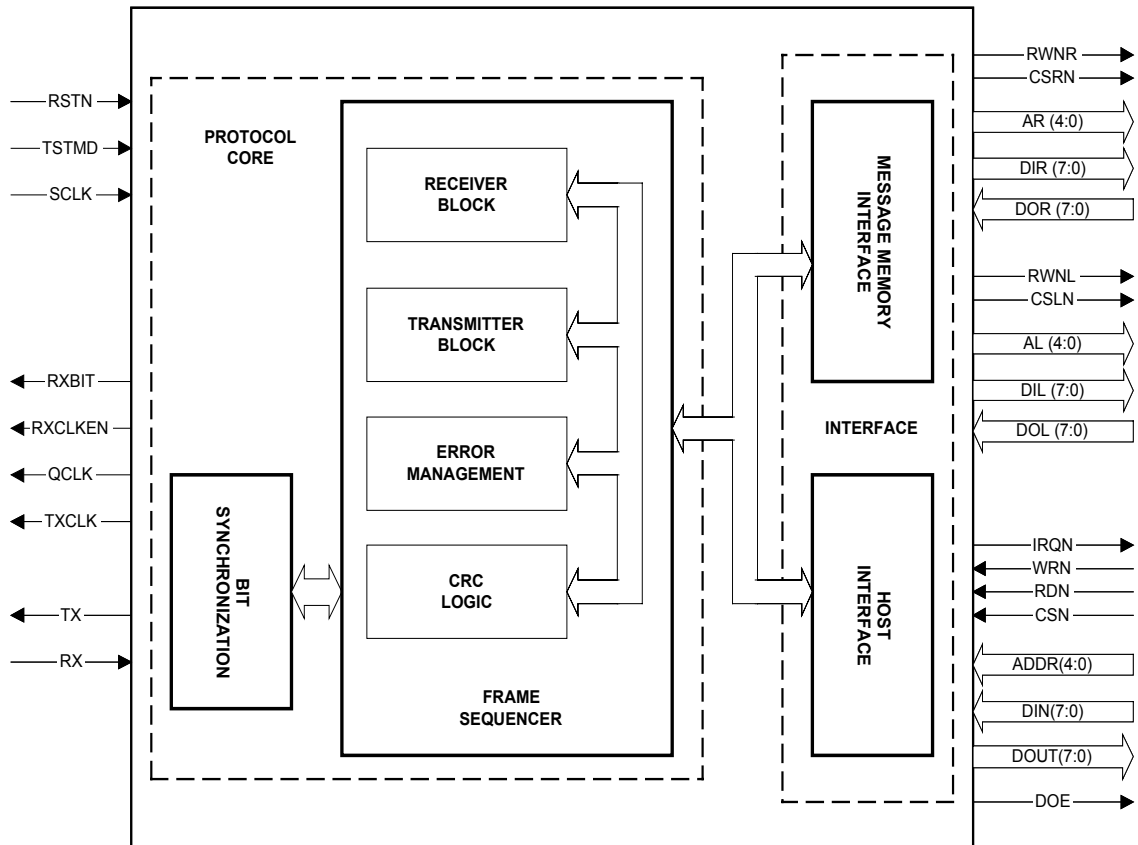 RSTN
TSTMD
SCLK
RXBIT
RXCLKEN
QCLK
TXCLK
TX
RX
PROTOCOL
CORE
BIT
SYNCHRONIZATION
RECEIVER
BLOCK
TRANSMITTER
BLOCK
ERROR
MANAGEMENT
CRC
LOGIC
FRAME
SEQUENCER
MESSAGE MEMORY
INTERFACE
INTERFACE
HOST
INTERFACE
RWNR
CSRN
AR (4:0)
DIR (7:0)
DOR (7:0)
RWNL
CSLN
AL (4:0)
DIL (7:0)
DOL (7:0)
IRQN
WRN
RDN
CSN
ADDR(4:0)
DIN(7:0)
DOUT(7:0)
DOE